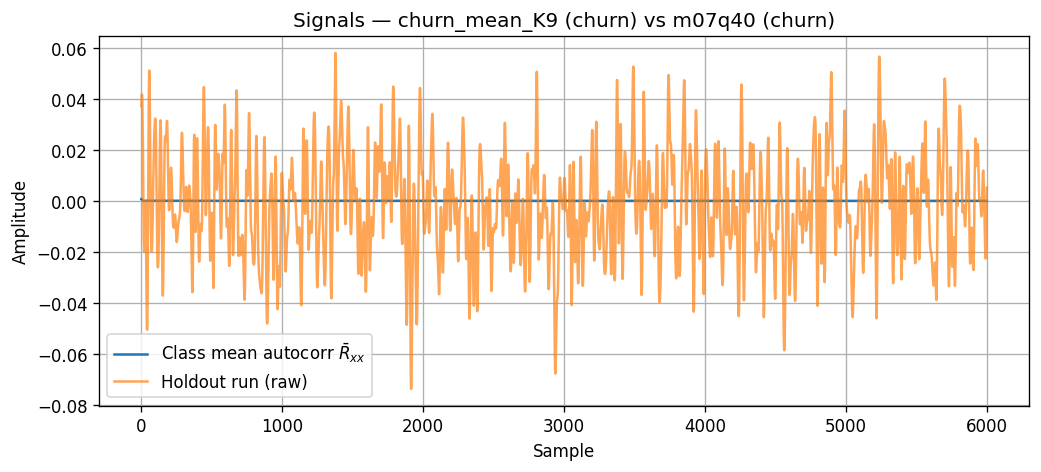 Signals — churn_mean_K9 (churn) vs m07q40 (churn)
0.06
0.04
0.02
0.00
−0.02
−0.04
−0.06
−0.08
Amplitude
Class mean autocorr R̄xx
Holdout run (raw)
0 1000 2000 3000 4000 5000 6000
Sample